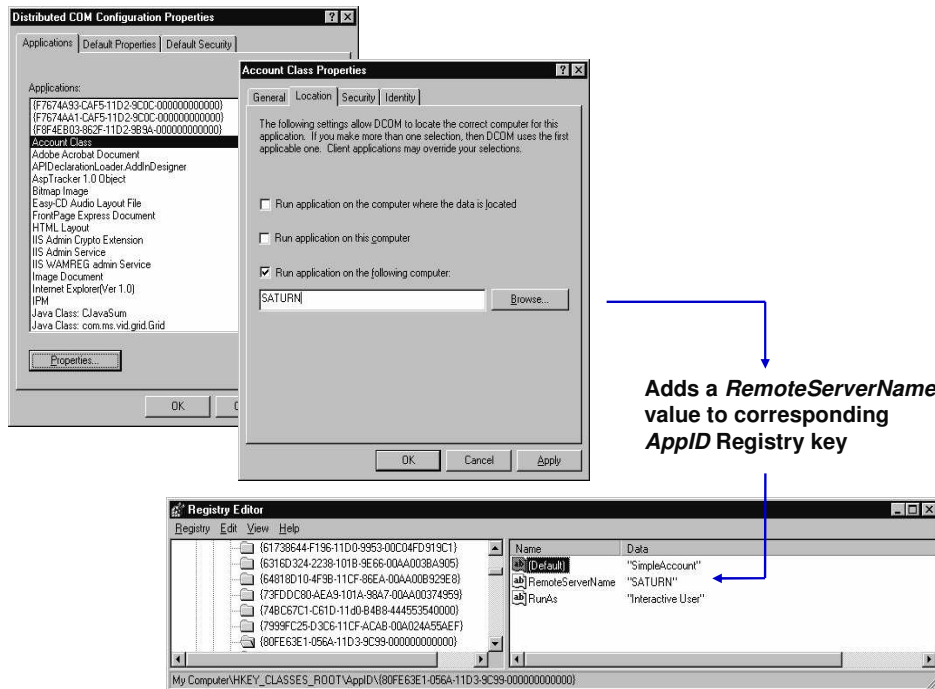 Distributed COM Configuration Properties
Applications
Default Properties
Default Security
Applications:
{F7674A93-CAF5-11D2-9C0C-000000000000}
{F7674AA1-CAF5-11D2-9C0C-000000000000}
{F8F4EB03-862F-11D2-9B9A-000000000000}
Account Class
Adobe Acrobat Document
APIDeclarationLoader.AddInDesigner
AspTracker 1.0 Object
Bitmap Image
Easy-CD Audio Layout File
FrontPage Express Document
HTML Layout
IIS Admin Crypto Extension
IIS Admin Service
IIS WAMREG admin Service
Image Document
Internet Explorer(Ver 1.0)
IPM
Java Class: CJavaSum
Java Class: com.ms.vid.grid.Grid
Properties...
OK
Account Class Properties
General
Location
Security
Identity
The following settings allow DCOM to locate the correct computer for this
application. If you make more than one selection, then DCOM uses the first
applicable one. Client applications may override your selections.
Run application on the computer where the data is located
Run application on this computer
Run application on the following computer:
SATURN
Browse...
OK
Cancel
Apply
Adds a RemoteServerName
value to corresponding
AppID Registry key
Registry Editor
Registry Edit View Help
{61738644-F196-11D0-9953-00C04FD919C1}
{6316D324-2238-101B-9E66-00AA003BA905}
{64818D10-4F9B-11CF-86EA-00AA00B929E8}
{73FDDC80-AEA9-101A-98A7-00AA00374959}
{74BC67C1-C61D-11d0-B4B8-444553540000}
{7999FC25-D3C6-11CF-ACAB-00A024A55AEF}
{80FE63E1-056A-11D3-9C99-000000000000}
Name Data
(Default) "SimpleAccount"
RemoteServerName "SATURN"
RunAs "Interactive User"
My Computer\HKEY_CLASSES_ROOT\AppID\{80FE63E1-056A-11D3-9C99-000000000000}